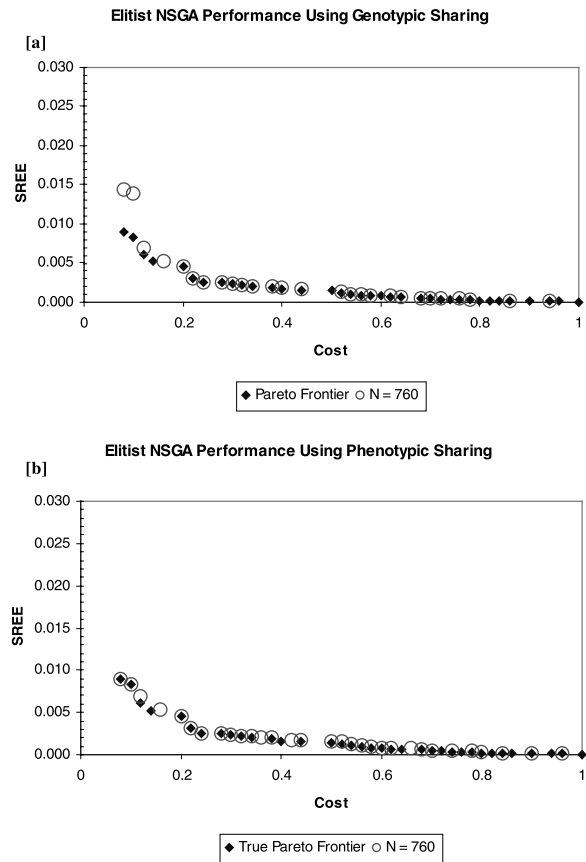 Elitist NSGA Performance Using Genotypic Sharing
[a]
0.030
0.025
0.020
0.015
0.010
0.005
0.000
SREE
0 0.2 0.4 0.6 0.8 1
Cost
Pareto Frontier N = 760
Elitist NSGA Performance Using Phenotypic Sharing
[b]
0.030
0.025
0.020
0.015
0.010
0.005
0.000
SREE
0 0.2 0.4 0.6 0.8 1
Cost
True Pareto Frontier N = 760